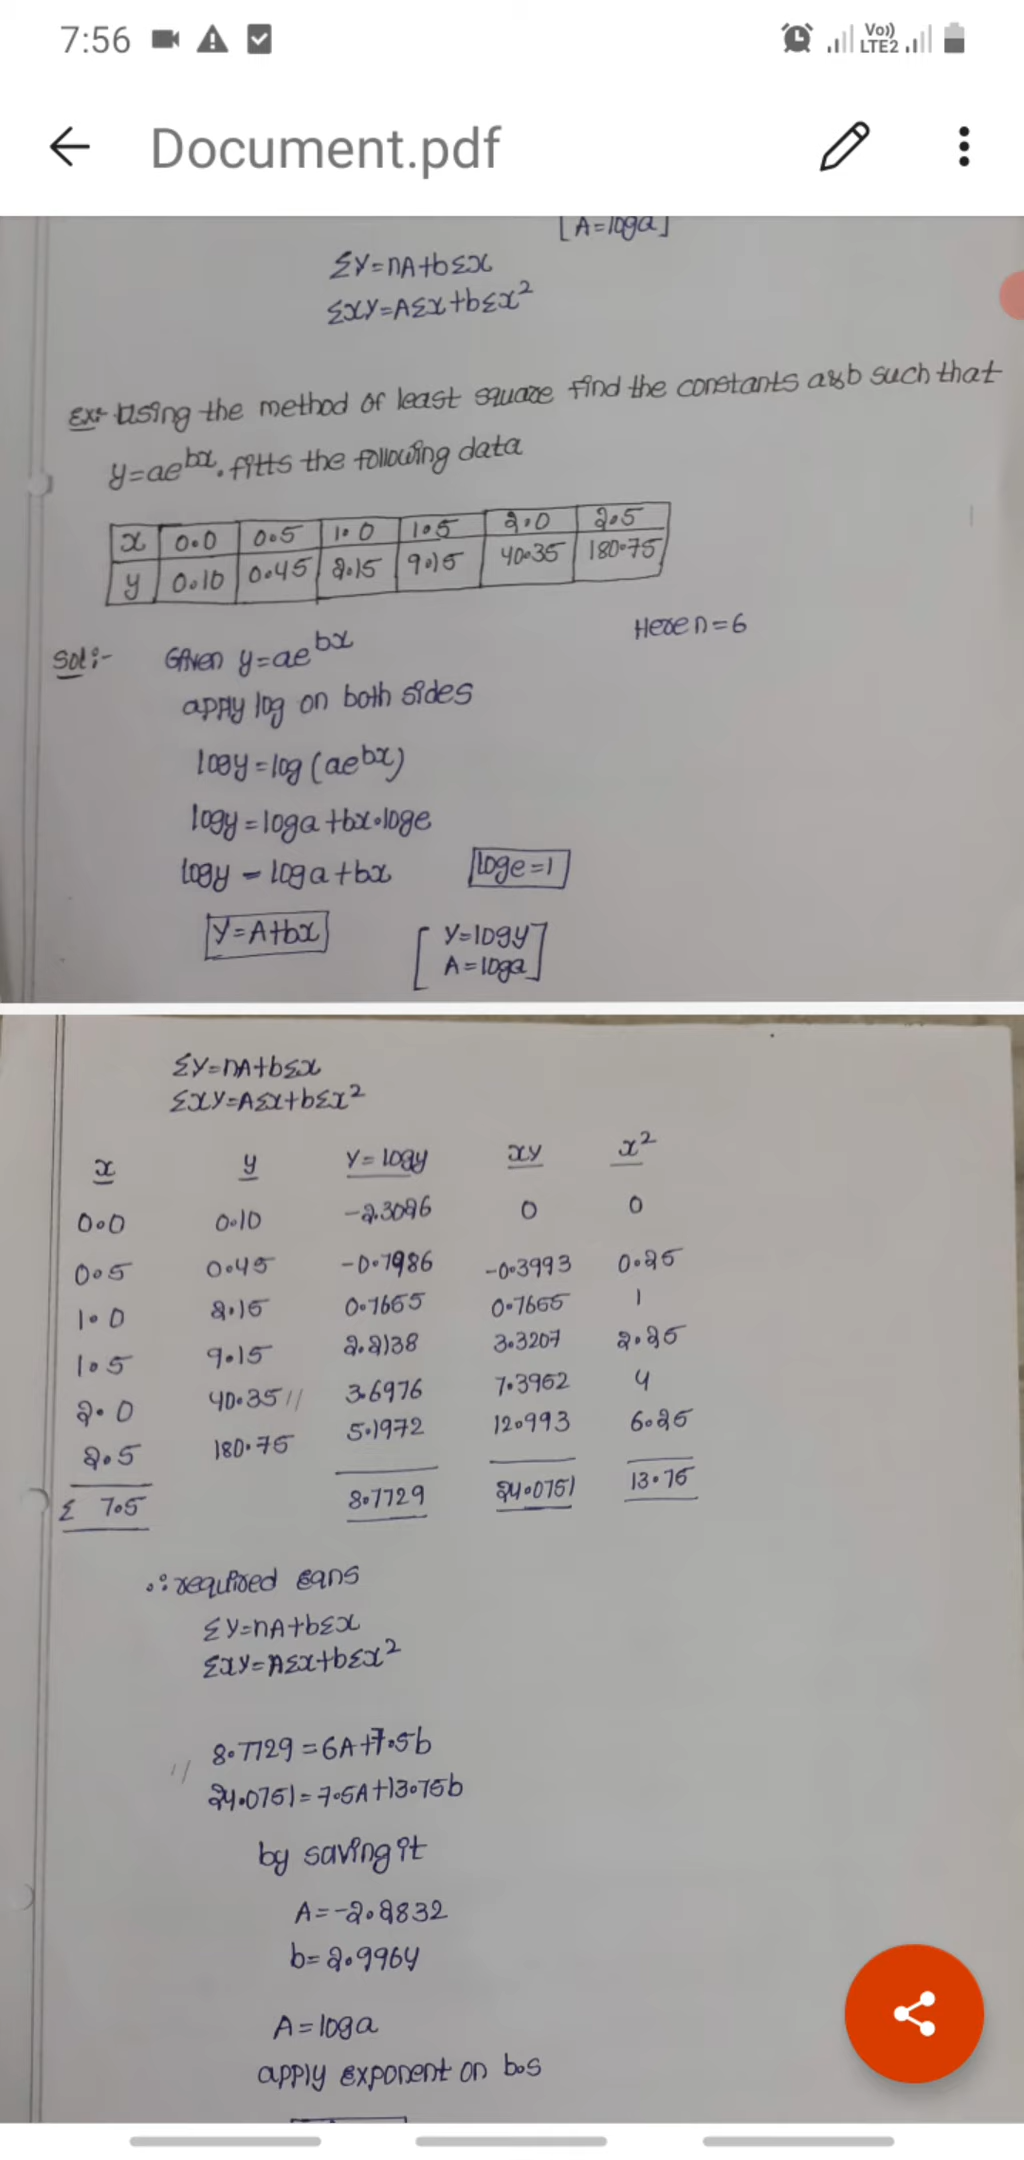 7:56
Vo))
LTE2
Document.pdf
[A=loga]
ΣY=nA+bΣx
Σxy=AΣx+bΣx²
Ex:- Using the method of least square find the constants a&b such that
y=ae^bx. fitts the following data
x 0.0 0.5 1.0 1.5 2.0 2.5
y 0.10 0.45 2.15 9.15 40.35 180.75
Here n=6
Sol:- Given y=ae^bx
apply log on both sides
logy=log(ae^bx)
logy=loga+bx.loge
logy=loga+bx loge=1
Y=A+bx [Y=logy
A=loga]
ΣY=nA+bΣx
ΣxY=AΣx+bΣx²
x y Y=logy xy x²
0.0 0.10 -2.3026 0 0
0.5 0.45 -0.7986 -0.3993 0.25
1.0 2.15 0.7655 0.7655 1
1.5 9.15 2.2138 3.3207 2.25
2.0 40.35 3.6976 7.3952 4
2.5 180.75 5.1972 12.993 6.25
Σ 7.5 8.7729 24.0751 13.75
∴ required eqns
ΣY=nA+bΣx
ΣxY=AΣx+bΣx²
8.7729=6A+7.5b
24.0751=7.5A+13.75b
by saving it
A=-2.2832
b=2.9964
A=loga
apply exponent on b.s